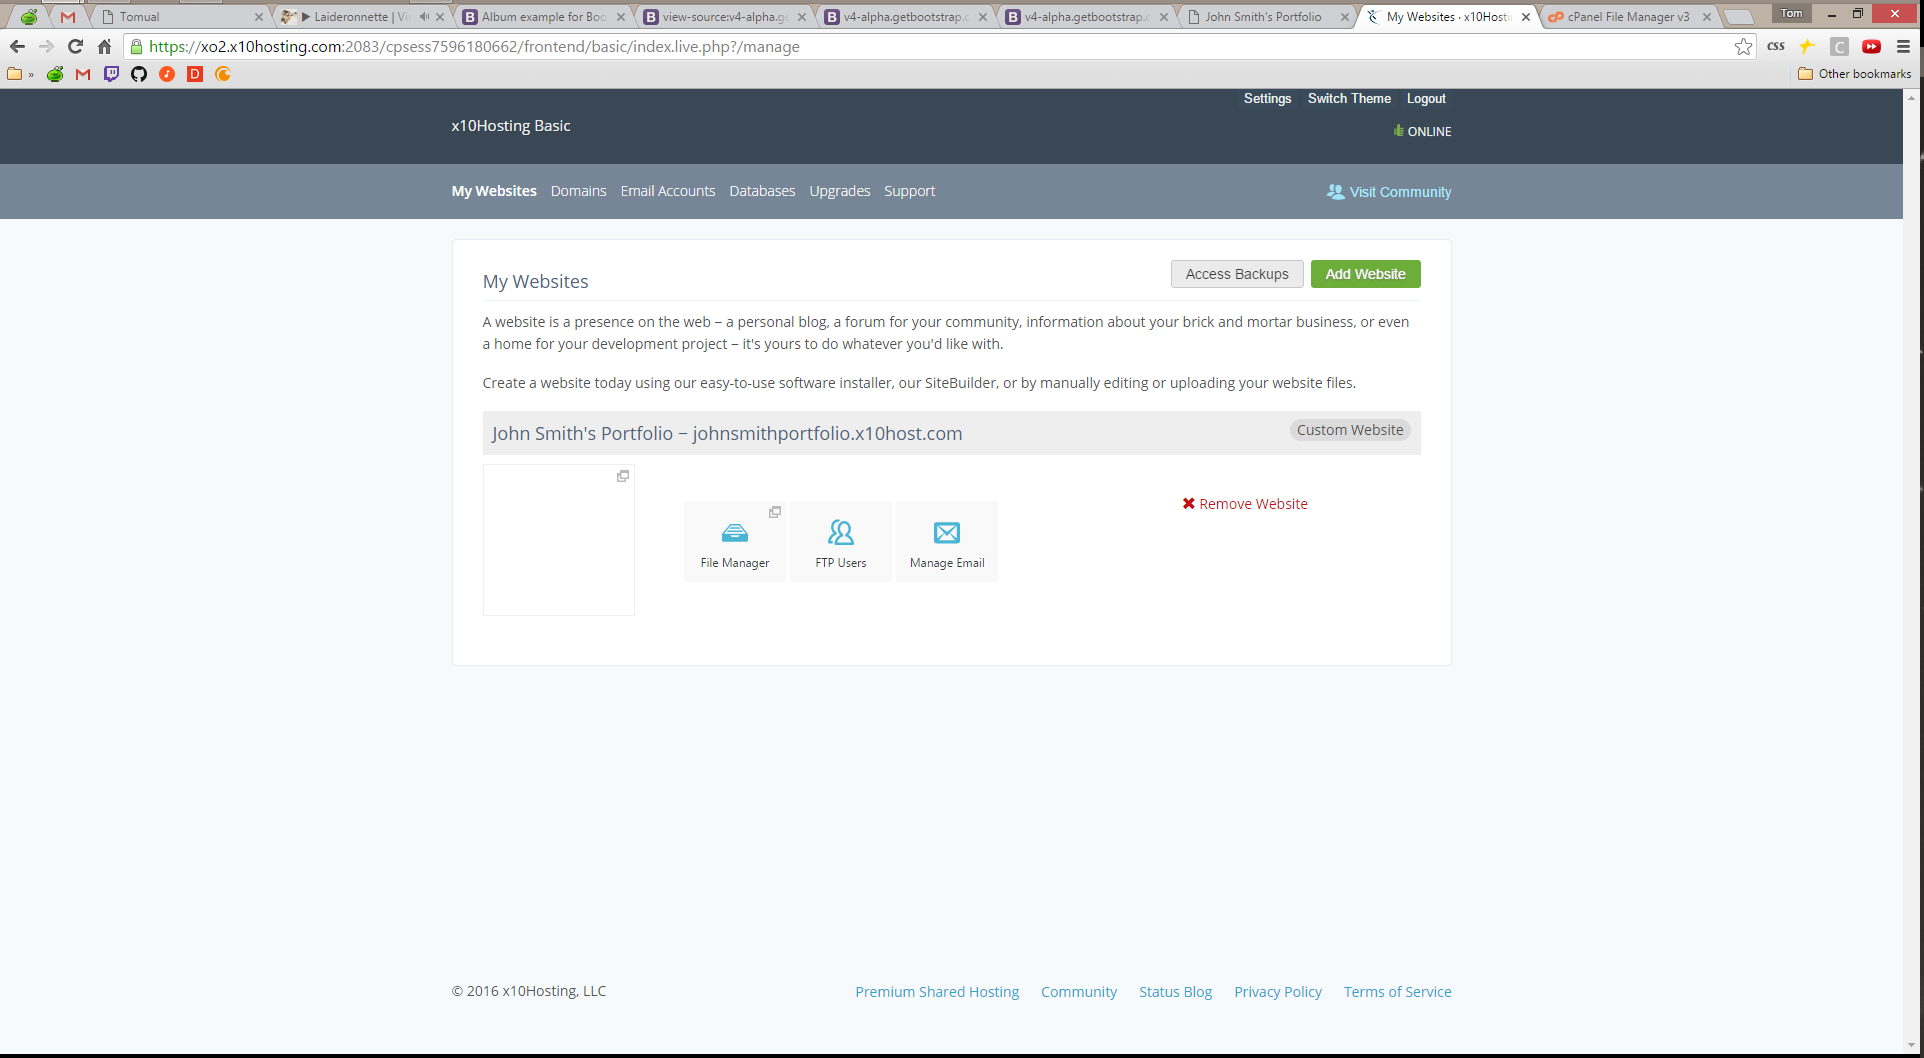 Tomual
Laideronnette | Vi
Album example for Boo
view-source:v4-alpha.ge
v4-alpha.getbootstrap.c
v4-alpha.getbootstrap.c
John Smith's Portfolio
My Websites · x10Hosti
cPanel File Manager v3
Tom
https://xo2.x10hosting.com:2083/cpsess7596180662/frontend/basic/index.live.php?/manage
css
C
»
Other bookmarks
Settings Switch Theme Logout
x10Hosting Basic
ONLINE
My Websites Domains Email Accounts Databases Upgrades Support
Visit Community
My Websites
Access Backups
Add Website
A website is a presence on the web – a personal blog, a forum for your community, information about your brick and mortar business, or even
a home for your development project – it's yours to do whatever you'd like with.
Create a website today using our easy-to-use software installer, our SiteBuilder, or by manually editing or uploading your website files.
John Smith's Portfolio – johnsmithportfolio.x10host.com
Custom Website
Remove Website
File Manager
FTP Users
Manage Email
© 2016 x10Hosting, LLC
Premium Shared Hosting Community Status Blog Privacy Policy Terms of Service